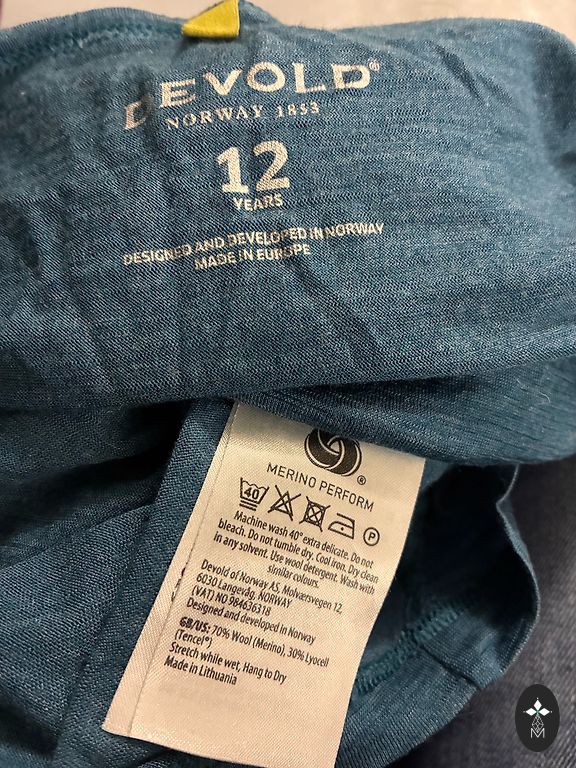 DEVOLD®
NORWAY 1853
12
YEARS
DESIGNED AND DEVELOPED IN NORWAY
MADE IN EUROPE
®
MERINO PERFORM
40 P
Machine wash 40° extra delicate. Do not
bleach. Do not tumble dry. Cool iron. Dry clean
in any solvent. Use wool detergent. Wash with
similar colours.
Devold of Norway AS, Molværsvegen 12
6030 Langevåg, NORWAY
(VAT) NO 984636318
Designed and developed in Norway
GB/US: 70% Wool (Merino), 30% Lyocell
(Tencel®)
Stretch while wet, Hang to Dry
Made in Lithuania
M